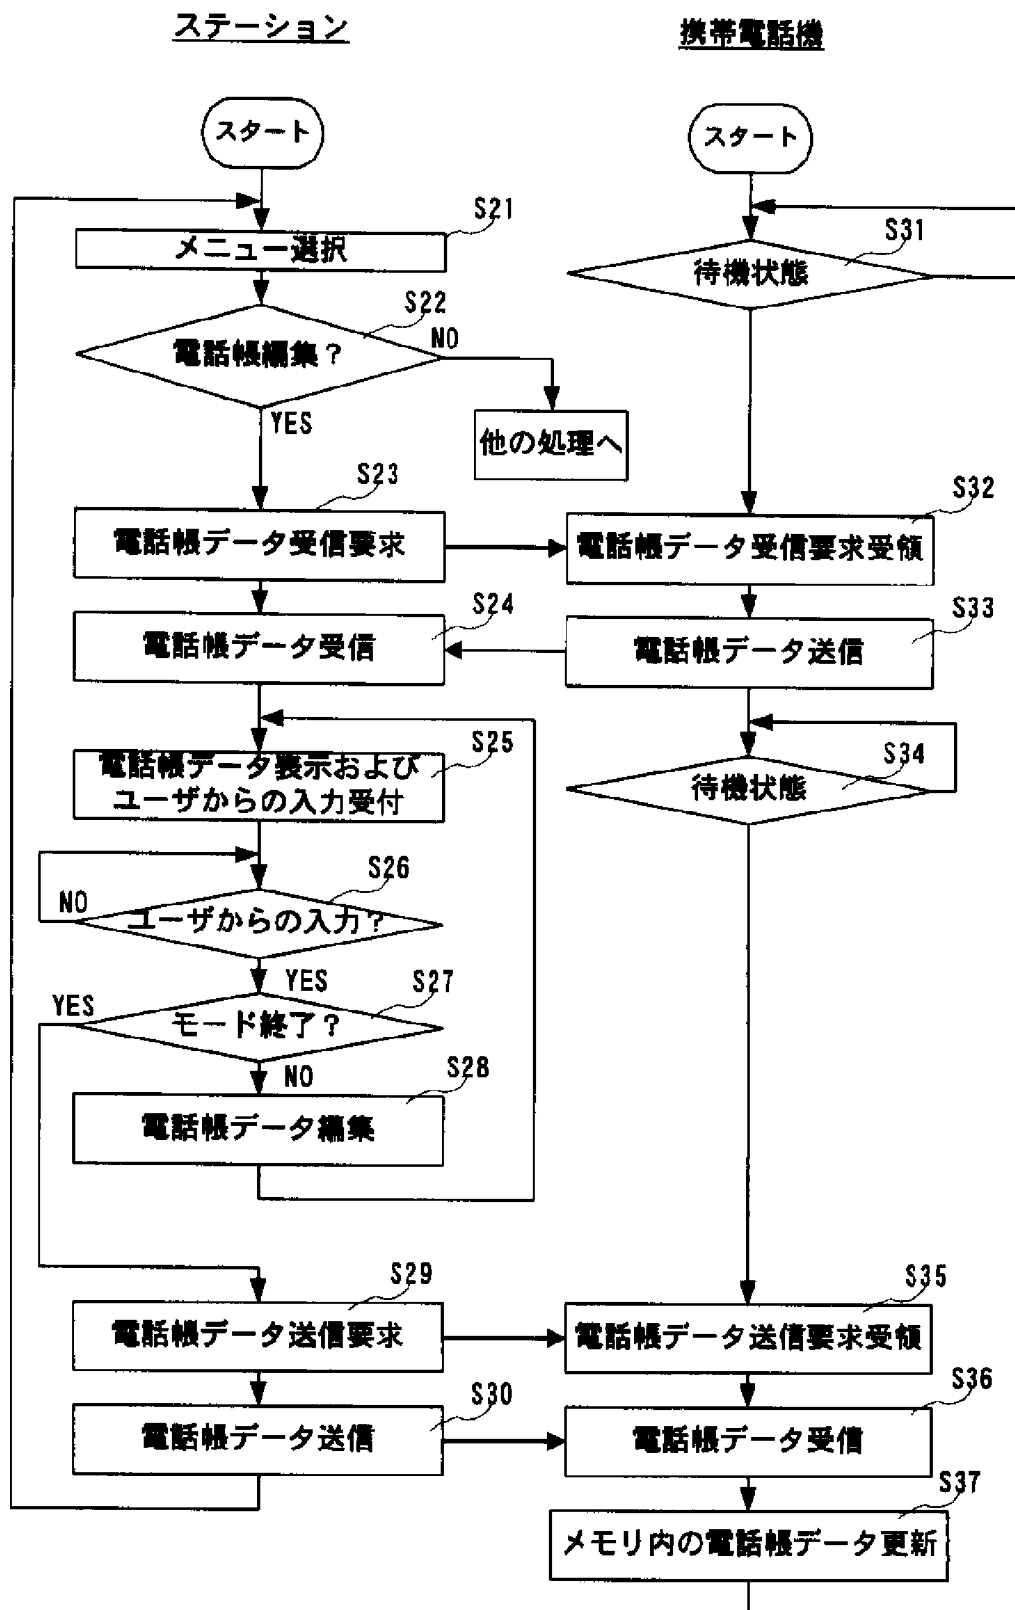 ステーション
スタート
S21
メニュー選択
S22
電話帳編集？
NO
YES
他の処理へ
S23
電話帳データ受信要求
S24
電話帳データ受信
S25
電話帳データ表示および
ユーザからの入力受付
S26
NO
ユーザからの入力？
YES
S27
YES
モード終了？
NO
S28
電話帳データ編集
S29
電話帳データ送信要求
S30
電話帳データ送信
携帯電話機
スタート
S31
待機状態
S32
電話帳データ受信要求受領
S33
電話帳データ送信
S34
待機状態
S35
電話帳データ送信要求受領
S36
電話帳データ受信
S37
メモリ内の電話帳データ更新